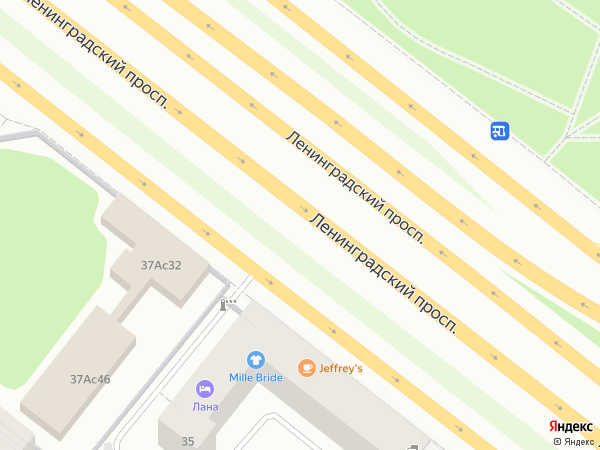 Ленинградский просп.
Ленинградский просп.
Ленинградский просп.
37Ас32
37Ас46
Jeffrey's
Mille Bride
Лана
35
Яндекс
© Яндекс